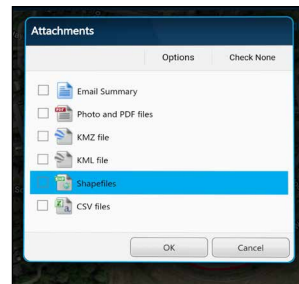 Attachments
Options Check None
Email Summary
Photo and PDF files
KMZ file
KML file
Shapefiles
CSV files
OK Cancel